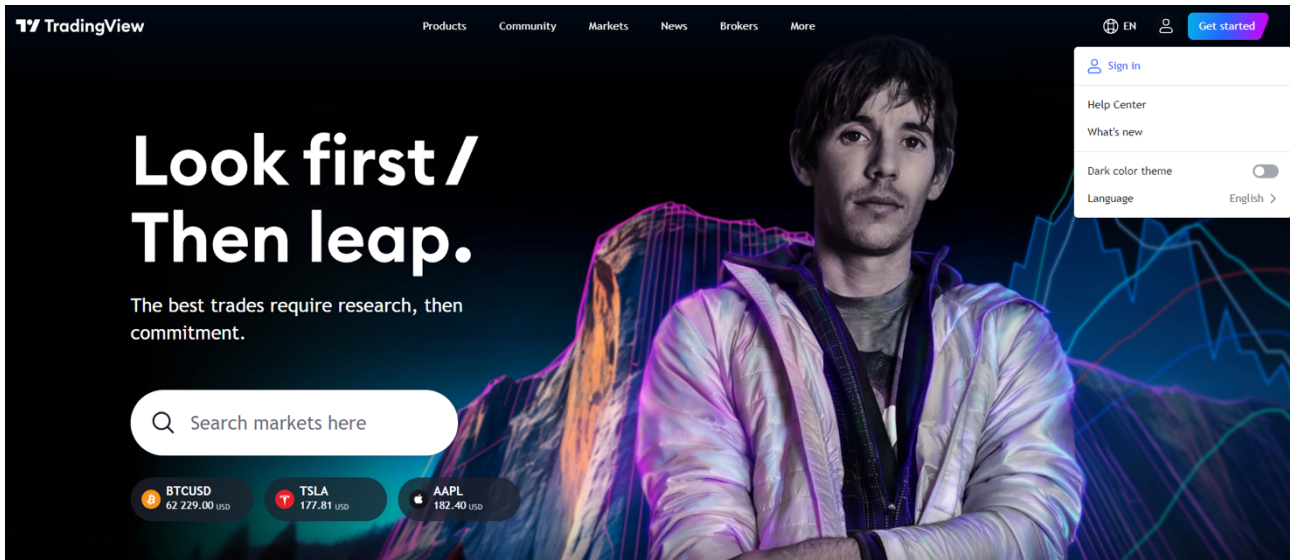 TradingView
Products Community Markets News Brokers More
EN
Get started
Sign in
Help Center
What's new
Dark color theme
Language English
Look first/
Then leap.
The best trades require research, then
commitment.
Search markets here
BTCUSD
62 229.00 USD
TSLA
177.81 USD
AAPL
182.40 USD